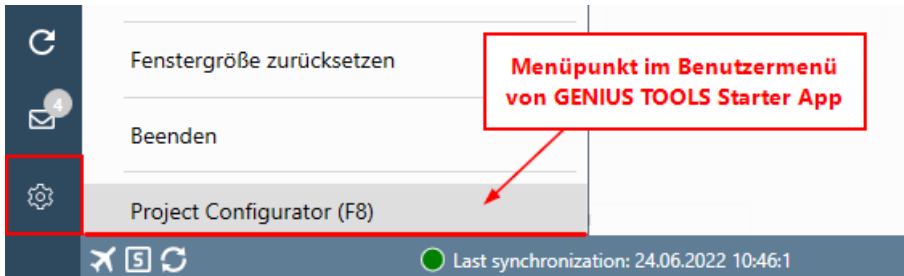 Fenstergröße zurücksetzen
Menüpunkt im Benutzermenü
von GENIUS TOOLS Starter App
4
Beenden
Project Configurator (F8)
S
Last synchronization: 24.06.2022 10:46:1